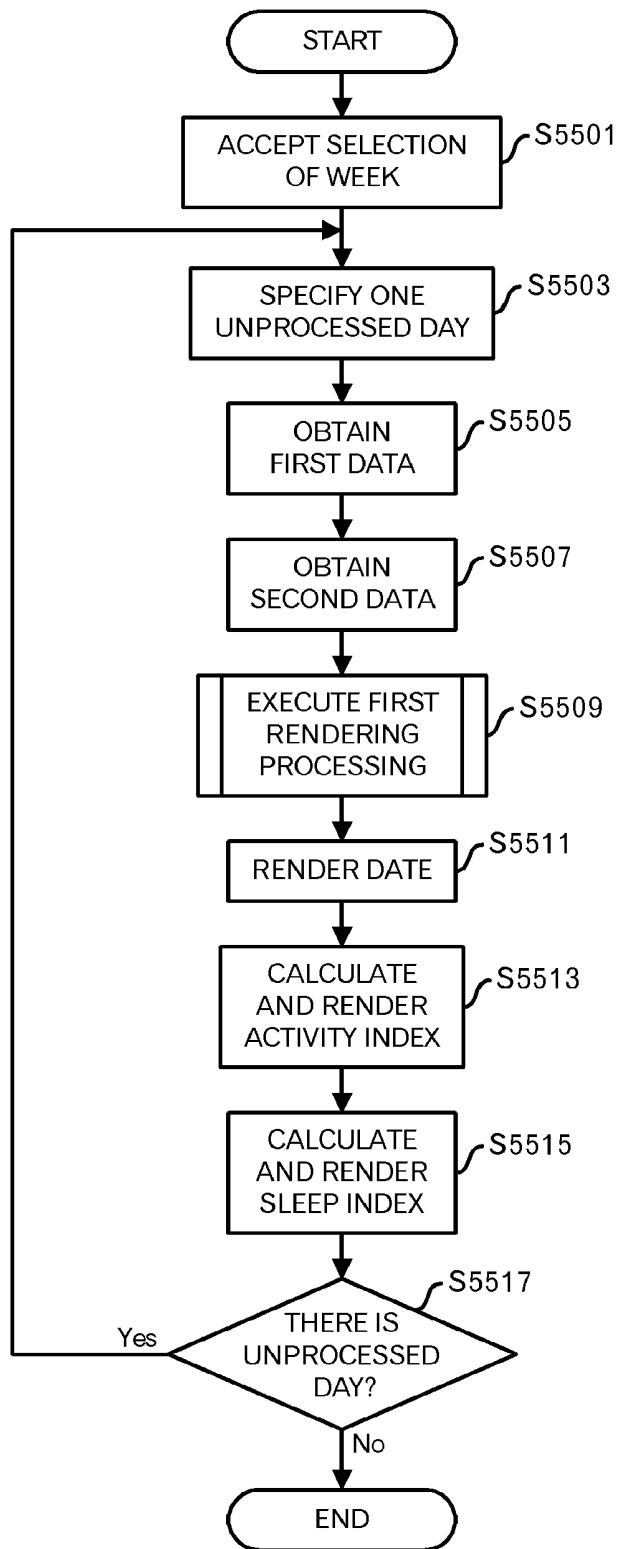 START
ACCEPT SELECTION
OF WEEK
S5501
SPECIFY ONE
UNPROCESSED DAY
S5503
OBTAIN
FIRST DATA
S5505
OBTAIN
SECOND DATA
S5507
EXECUTE FIRST
RENDERING
PROCESSING
S5509
RENDER DATE
S5511
CALCULATE
AND RENDER
ACTIVITY INDEX
S5513
CALCULATE
AND RENDER
SLEEP INDEX
S5515
THERE IS
UNPROCESSED
DAY?
S5517
Yes
No
END